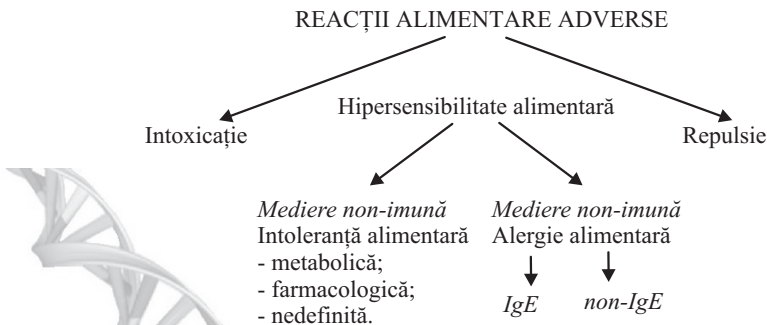 REACȚII ALIMENTARE ADVERSE
Hipersensibilitate alimentară
Intoxicație
Repulsie
Mediere non-imună
Intoleranță alimentară
- metabolică;
- farmacologică;
- nedefinită.
Mediere non-imună
Alergie alimentară
IgE
non-IgE